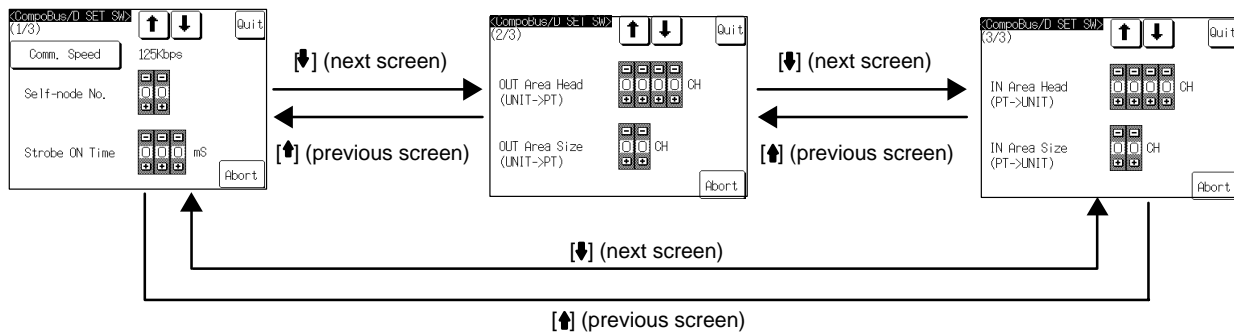 <CompoBus/D SET SW>
(1/3)
Quit
Comm. Speed 125Kbps
Self-node No. 00
Strobe ON Time 000 mS
Abort
[⬇] (next screen)
[⬆] (previous screen)
<CompoBus/D SET SW>
(2/3)
Quit
OUT Area Head 0000 CH
(UNIT->PT)
OUT Area Size 00 CH
(UNIT->PT)
Abort
[⬇] (next screen)
[⬆] (previous screen)
<CompoBus/D SET SW>
(3/3)
Quit
IN Area Head 0000 CH
(PT->UNIT)
IN Area Size 00 CH
(PT->UNIT)
Abort
[⬇] (next screen)
[⬆] (previous screen)